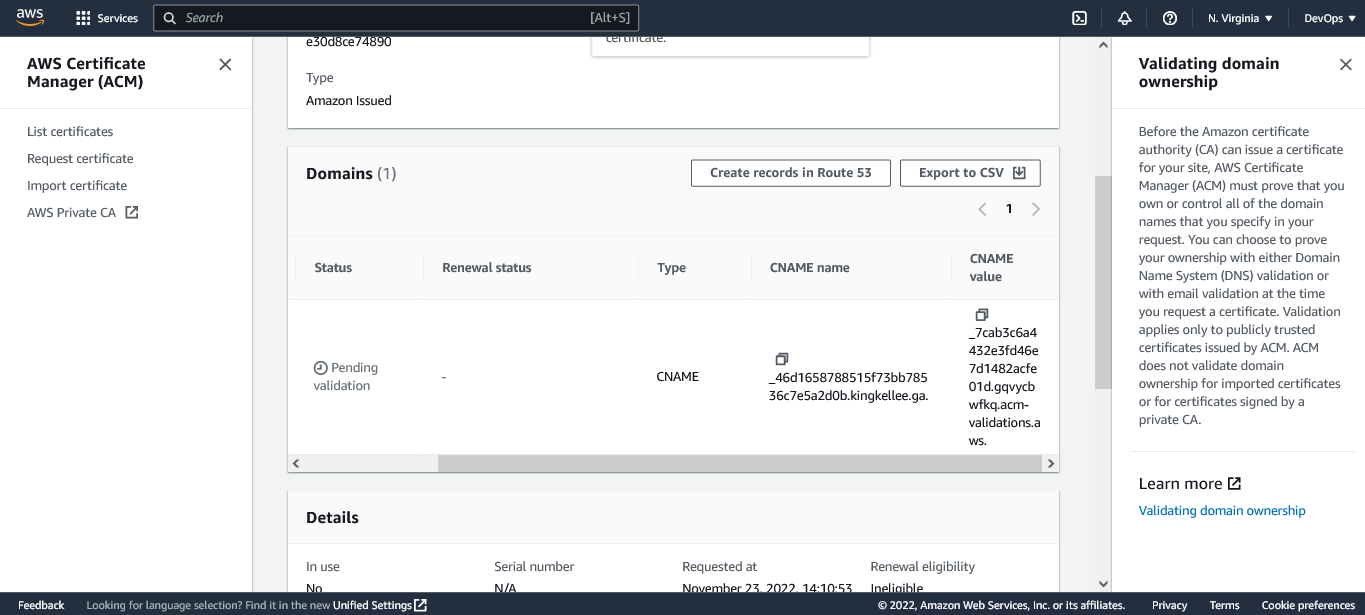 aws
Services
Search
[Alt+S]
N. Virginia
DevOps
AWS Certificate
Manager (ACM)
List certificates
Request certificate
Import certificate
AWS Private CA
e30d8ce74890
certificate.
Type
Amazon Issued
Domains (1)
Create records in Route 53
Export to CSV
1
Status
Renewal status
Type
CNAME name
CNAME
value
Pending
validation
-
CNAME
_46d1658788515f73bb785
36c7e5a2d0b.kingkellee.ga.
_7cab3c6a4
432e3fd46e
7d1482acfe
01d.gqvycb
wfkq.acm-
validations.a
ws.
Details
In use
No
Serial number
N/A
Requested at
November 23, 2022, 14:10:53
Renewal eligibility
Ineligible
Validating domain
ownership
Before the Amazon certificate
authority (CA) can issue a certificate
for your site, AWS Certificate
Manager (ACM) must prove that you
own or control all of the domain
names that you specify in your
request. You can choose to prove
your ownership with either Domain
Name System (DNS) validation or
with email validation at the time
you request a certificate. Validation
applies only to publicly trusted
certificates issued by ACM. ACM
does not validate domain
ownership for imported certificates
or for certificates signed by a
private CA.
Learn more
Validating domain ownership
Feedback
Looking for language selection? Find it in the new Unified Settings
© 2022, Amazon Web Services, Inc. or its affiliates.
Privacy
Terms
Cookie preferences